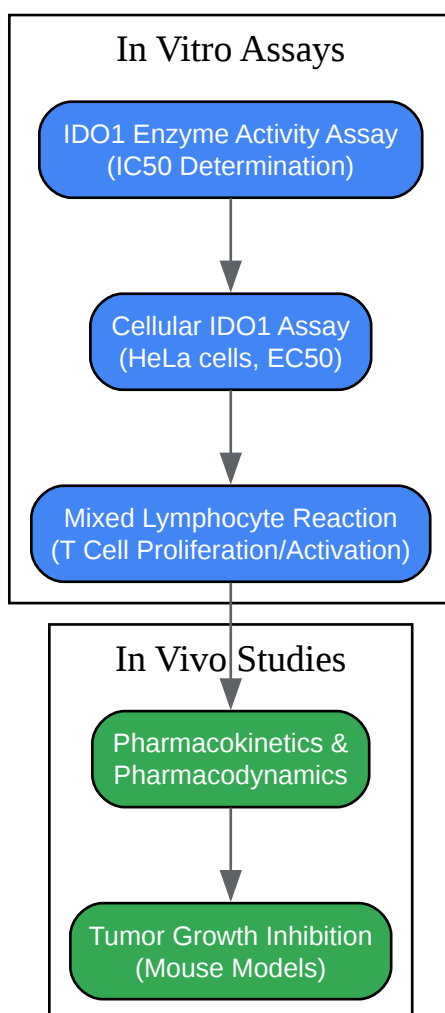 In Vitro Assays
IDO1 Enzyme Activity Assay
(IC50 Determination)
Cellular IDO1 Assay
(HeLa cells, EC50)
Mixed Lymphocyte Reaction
(T Cell Proliferation/Activation)
In Vivo Studies
Pharmacokinetics &
Pharmacodynamics
Tumor Growth Inhibition
(Mouse Models)